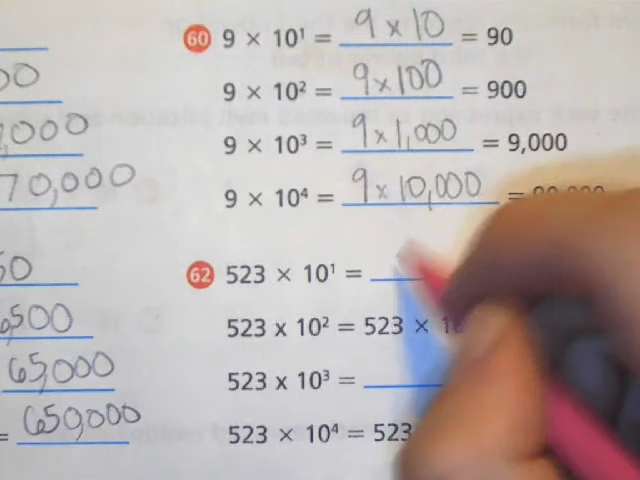 00
,000
70,000
50
6,500
65,000
= 650,000
60 9 × 10¹ = 9 × 10 = 90
9 × 10² = 9 × 100 = 900
9 × 10³ = 9 × 1,000 = 9,000
9 × 10⁴ = 9 × 10,000 =
62 523 × 10¹ =
523 x 10² = 523 ×
523 x 10³ =
523 × 10⁴ = 523